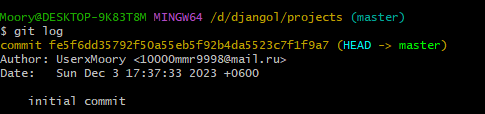 Moory@DESKTOP-9K83T8M MINGW64 /d/djangol/projects (master)
$ git log
commit fe5f6dd35792f50a55eb5f92b4da5523c7f1f9a7 (HEAD -> master)
Author: UserxMoory <10000mmr9998@mail.ru>
Date:   Sun Dec 3 17:37:33 2023 +0600
    initial commit